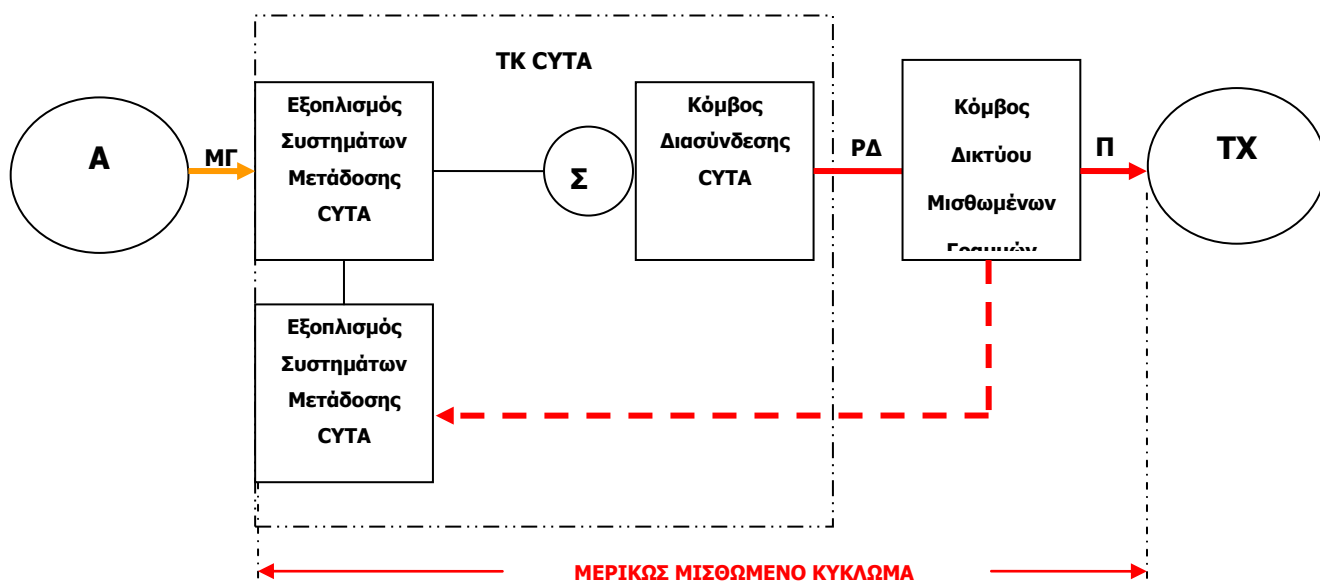 ΤΚ CYTA
Α
ΜΓ
Εξοπλισμός
Συστημάτων
Μετάδοσης
CYTA
Σ
Κόμβος
Διασύνδεσης
CYTA
ΡΔ
Κόμβος
Δικτύου
Μισθωμένων
Γραμμών
Π
ΤΧ
Εξοπλισμός
Συστημάτων
Μετάδοσης
CYTA
ΜΕΡΙΚΩΣ ΜΙΣΘΩΜΕΝΟ ΚΥΚΛΩΜΑ